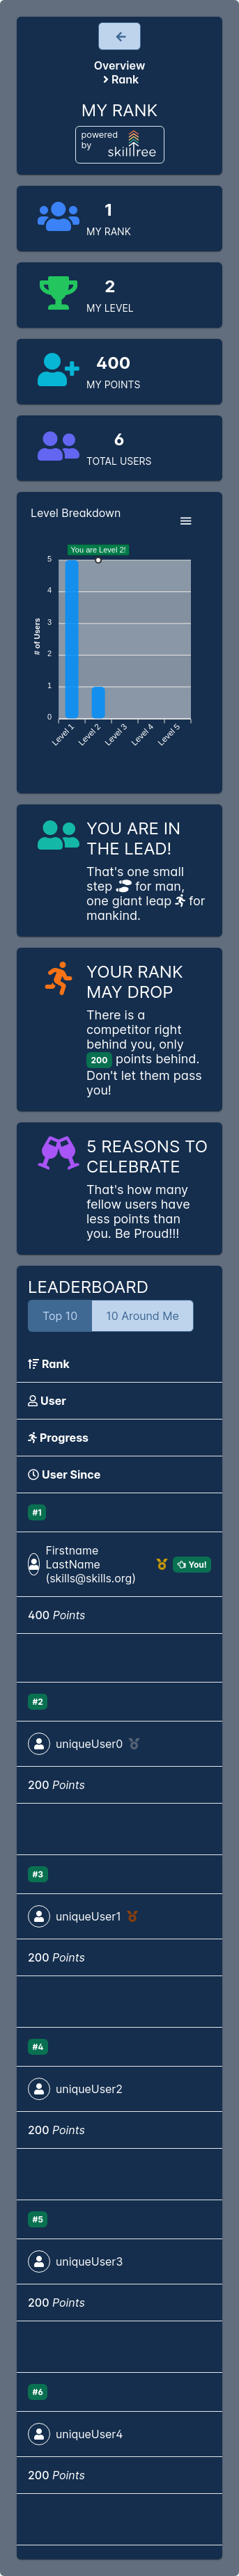 Overview
Rank
MY RANK
powered
by
skilltree
1
MY RANK
2
MY LEVEL
400
MY POINTS
6
TOTAL USERS
Level Breakdown
You are Level 2!
5
4
3
2
1
0
# of Users
Level 1
Level 2
Level 3
Level 4
Level 5
YOU ARE IN
THE LEAD!
That's one small
step for man,
one giant leap for
mankind.
YOUR RANK
MAY DROP
There is a
competitor right
behind you, only
200 points behind.
Don't let them pass
you!
5 REASONS TO
CELEBRATE
That's how many
fellow users have
less points than
you. Be Proud!!!
LEADERBOARD
Top 10 10 Around Me
Rank
User
Progress
User Since
#1
Firstname
LastName
(skills@skills.org)
You!
400 Points
#2
uniqueUser0
200 Points
#3
uniqueUser1
200 Points
#4
uniqueUser2
200 Points
#5
uniqueUser3
200 Points
#6
uniqueUser4
200 Points